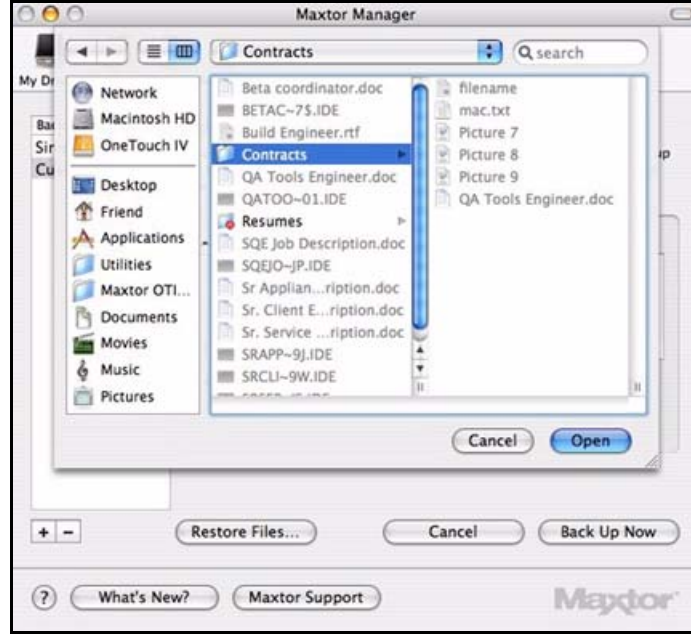 Maxtor Manager
Contracts
search
My Dr
Network
Macintosh HD
OneTouch IV
Desktop
Friend
Applications
Utilities
Maxtor OTI...
Documents
Movies
Music
Pictures
Beta coordinator.doc
BETAC~7$.IDE
Build Engineer.rtf
Contracts
QA Tools Engineer.doc
QATOO~01.IDE
Resumes
SQE Job Description.doc
SQEJO~JP.IDE
Sr Applian...ription.doc
Sr. Client E...ription.doc
Sr. Service ...ription.doc
SRAPP~9J.IDE
SRCLI~9W.IDE
filename
mac.txt
Picture 7
Picture 8
Picture 9
QA Tools Engineer.doc
Bac
Sir
Cu
up
Cancel
Open
+ −
Restore Files...
Cancel
Back Up Now
?
What's New?
Maxtor Support
Maxtor